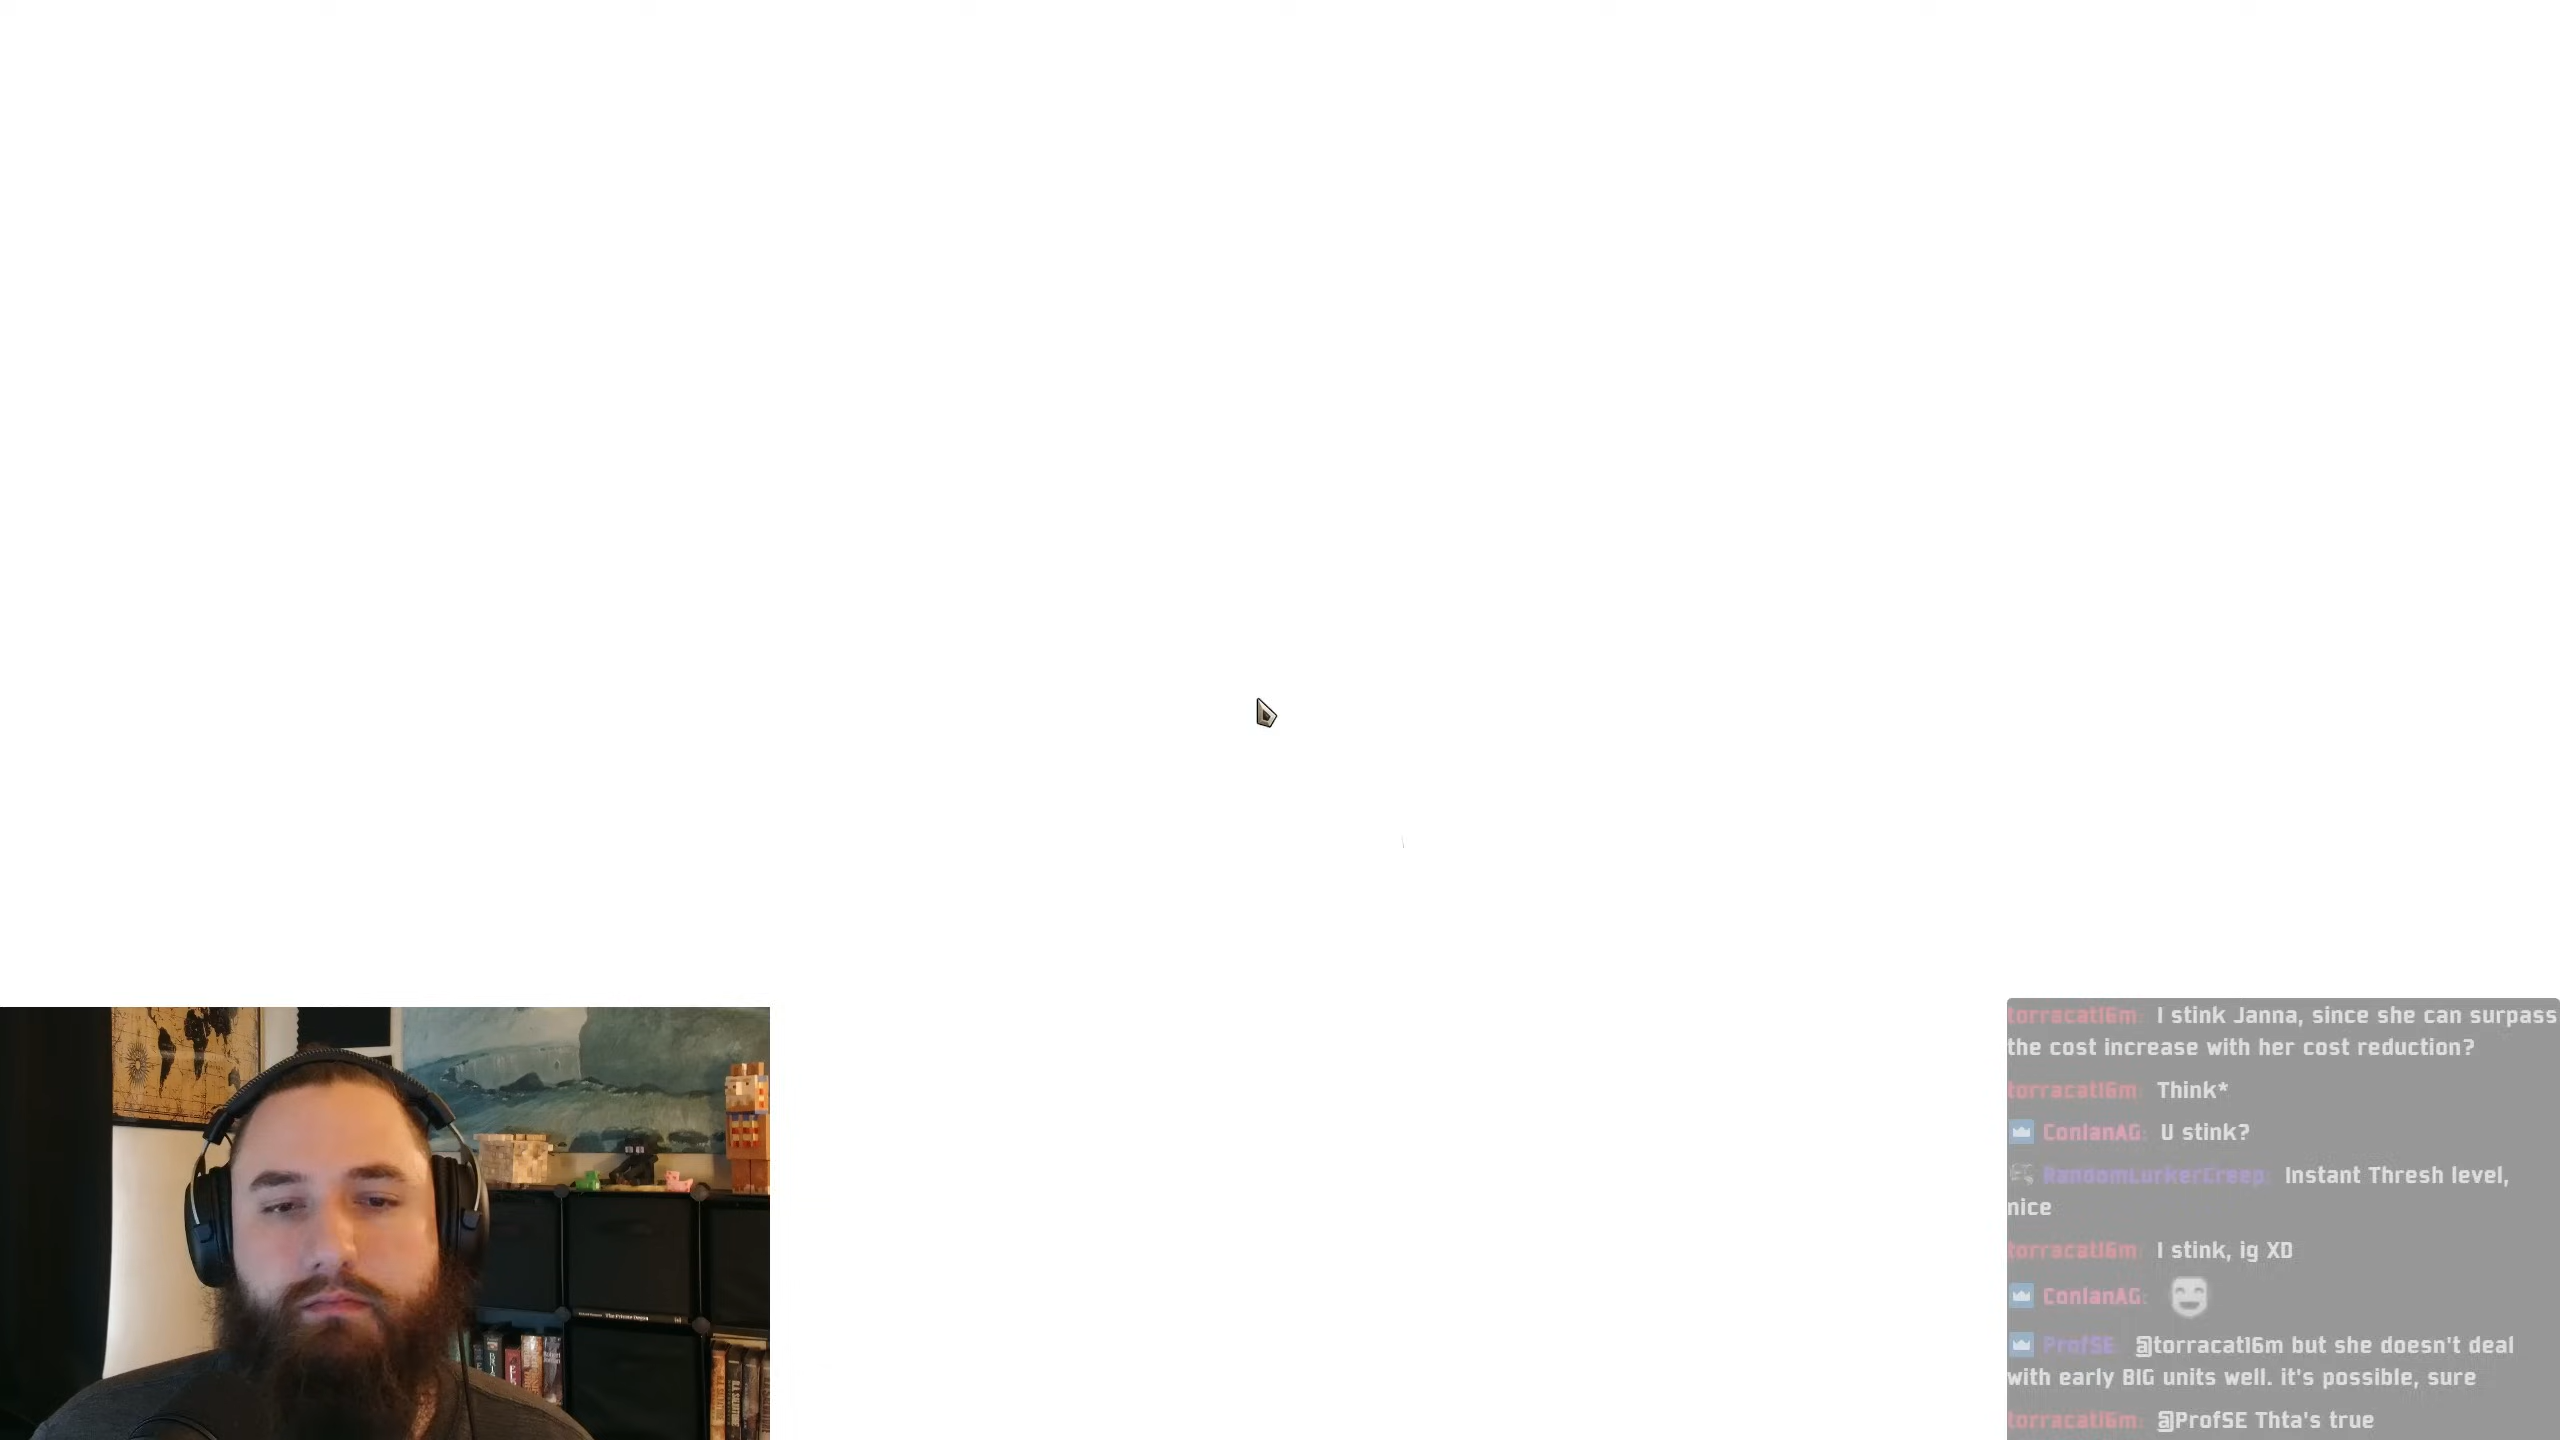 torracat16m: I stink Janna, since she can surpass
the cost increase with her cost reduction?
torracat16m: Think*
ConlanAG: U stink?
RandomLurkerCreep: Instant Thresh level,
nice
torracat16m: I stink, ig XD
ConlanAG:
ProfSE: @torracat16m but she doesn't deal
with early BIG units well. it's possible, sure
torracat16m: @ProfSE Thta's true